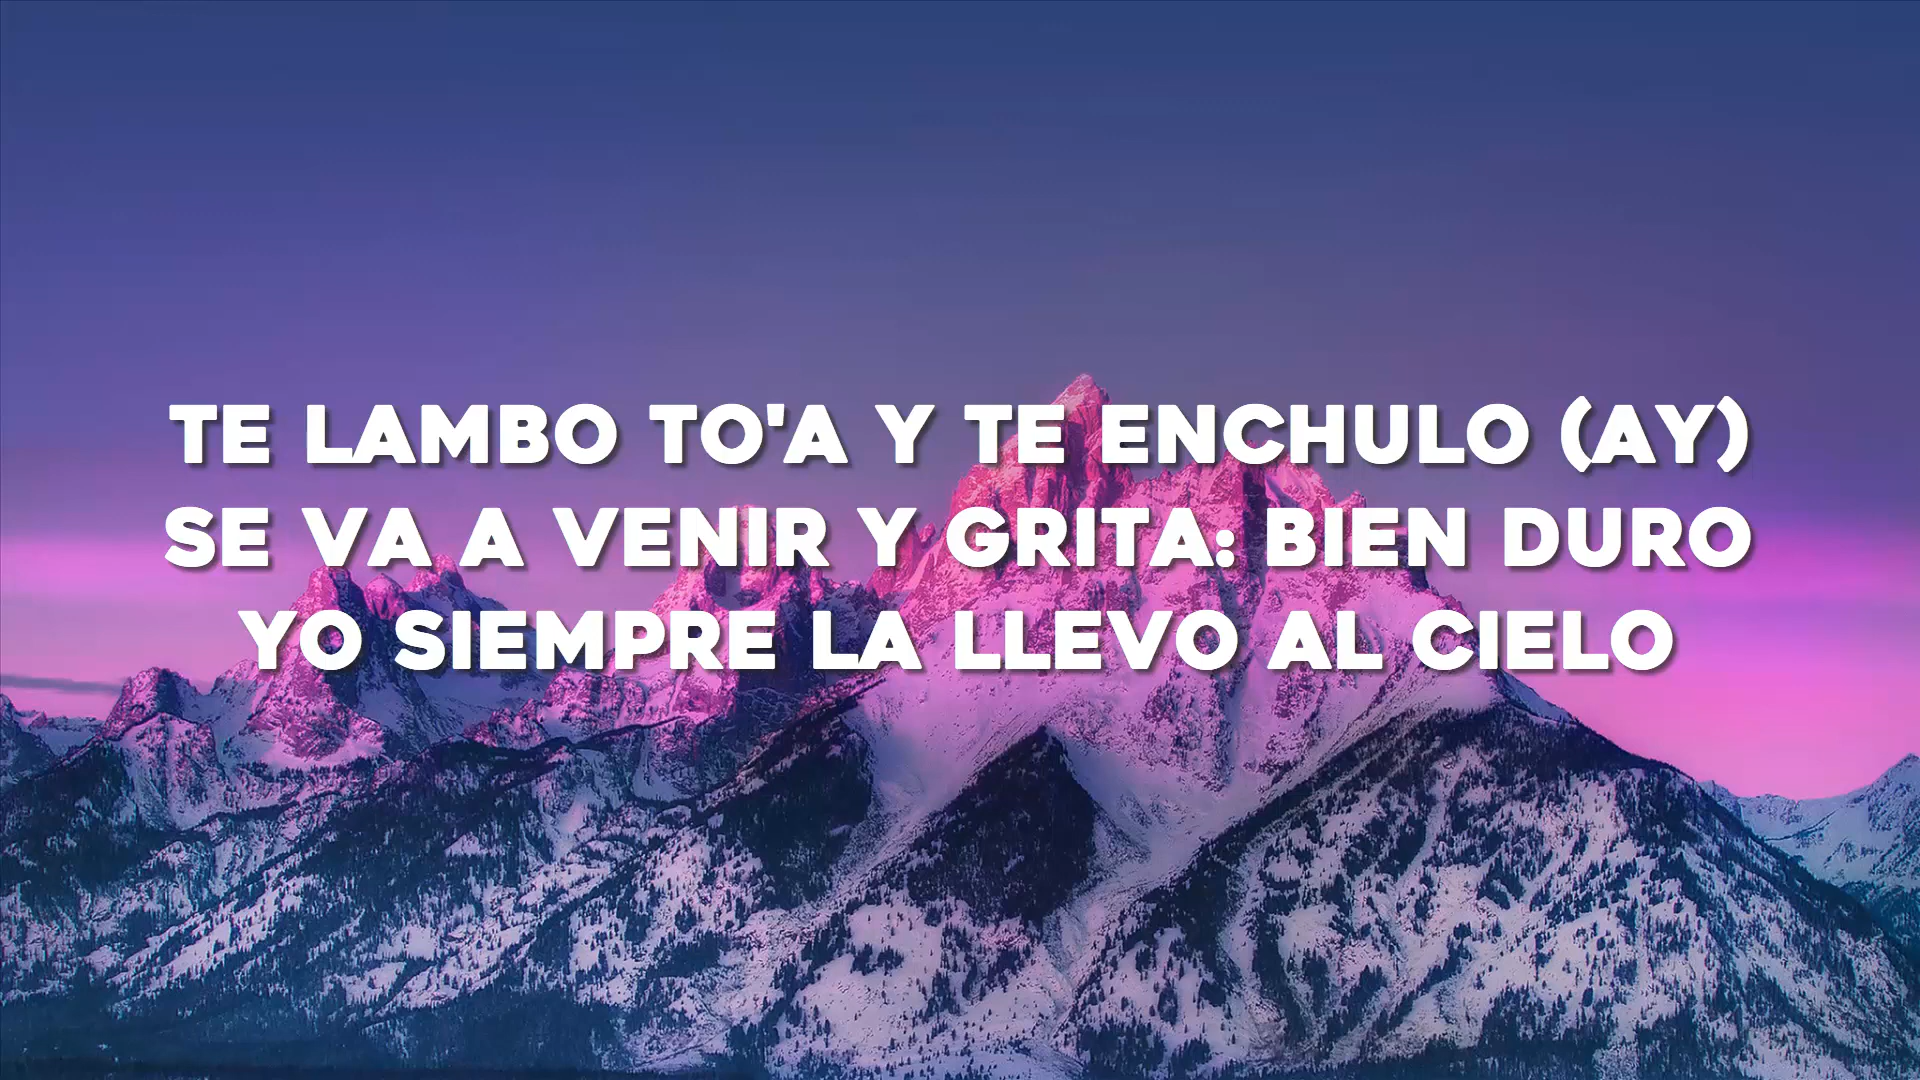 TE LAMBO TO'A Y TE ENCHULO (AY)
SE VA A VENIR Y GRITA: BIEN DURO
YO SIEMPRE LA LLEVO AL CIELO